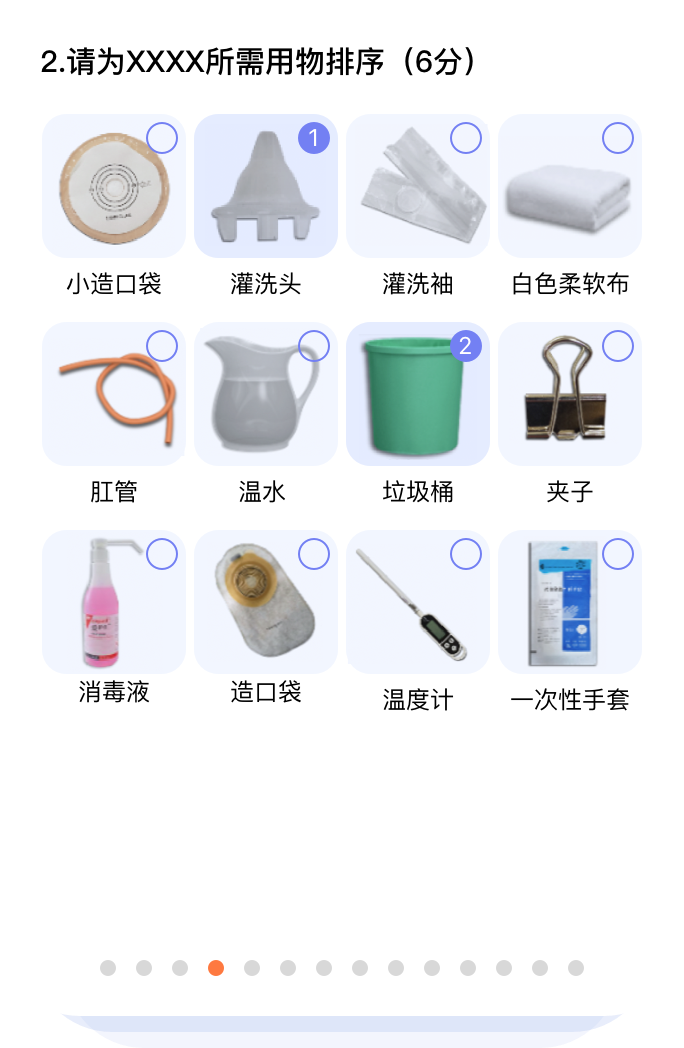 2.请为XXXX所需用物排序（6分）
1
小造口袋 灌洗头 灌洗袖 白色柔软布
2
肛管 温水 垃圾桶 夹子
消毒液 造口袋 温度计 一次性手套